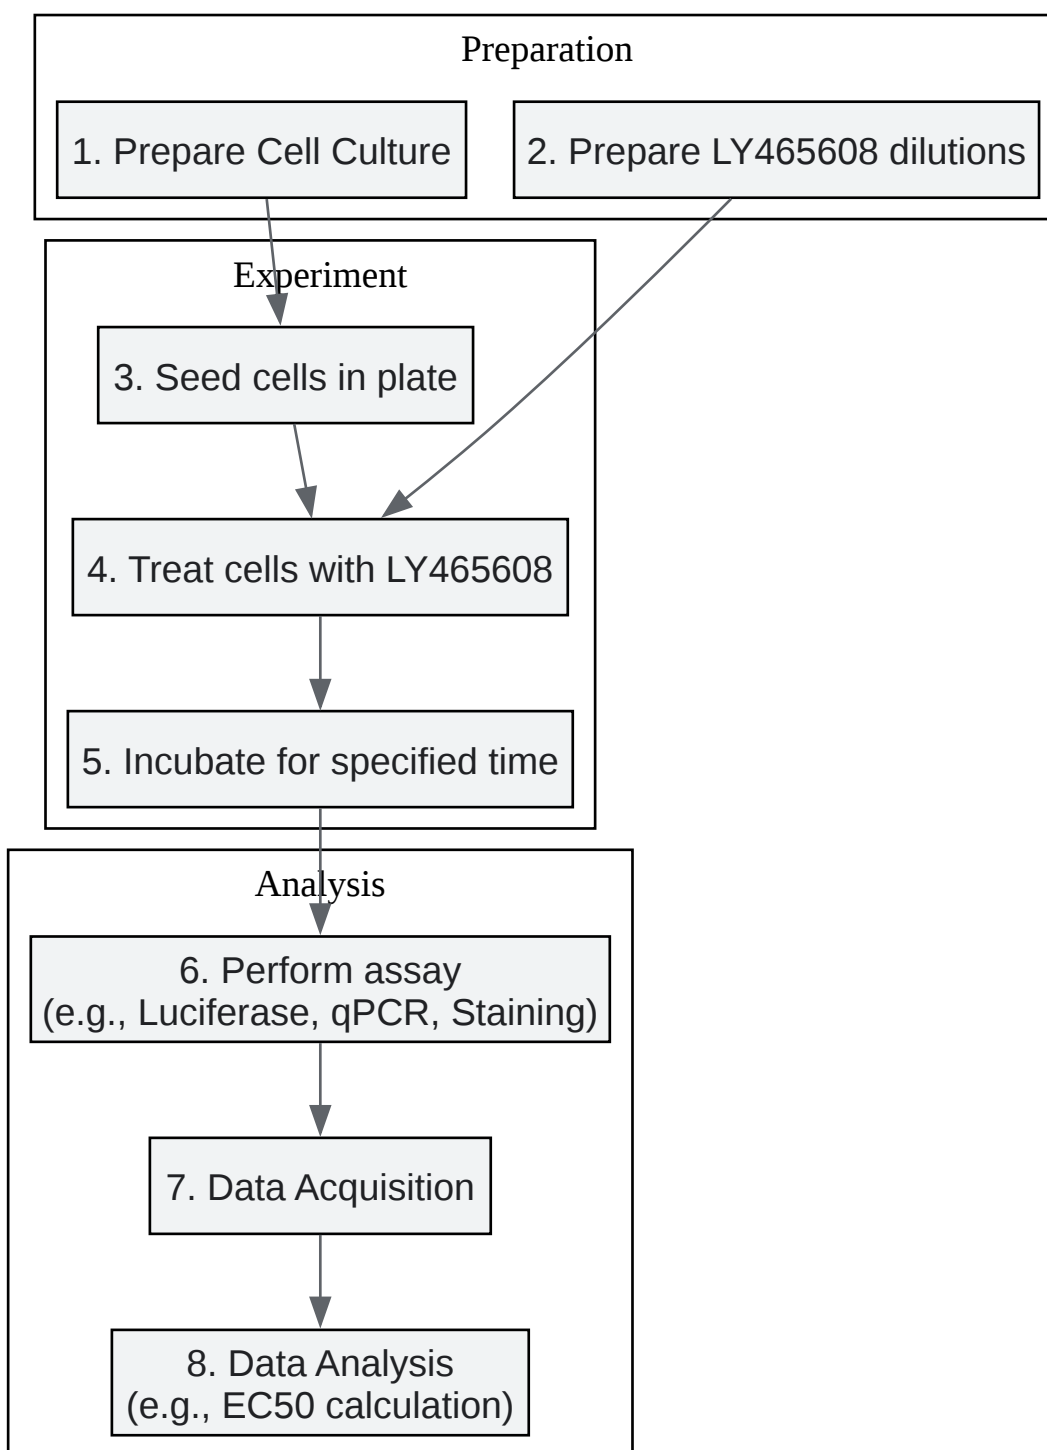 Preparation
1. Prepare Cell Culture
2. Prepare LY465608 dilutions
Experiment
3. Seed cells in plate
4. Treat cells with LY465608
5. Incubate for specified time
Analysis
6. Perform assay
(e.g., Luciferase, qPCR, Staining)
7. Data Acquisition
8. Data Analysis
(e.g., EC50 calculation)